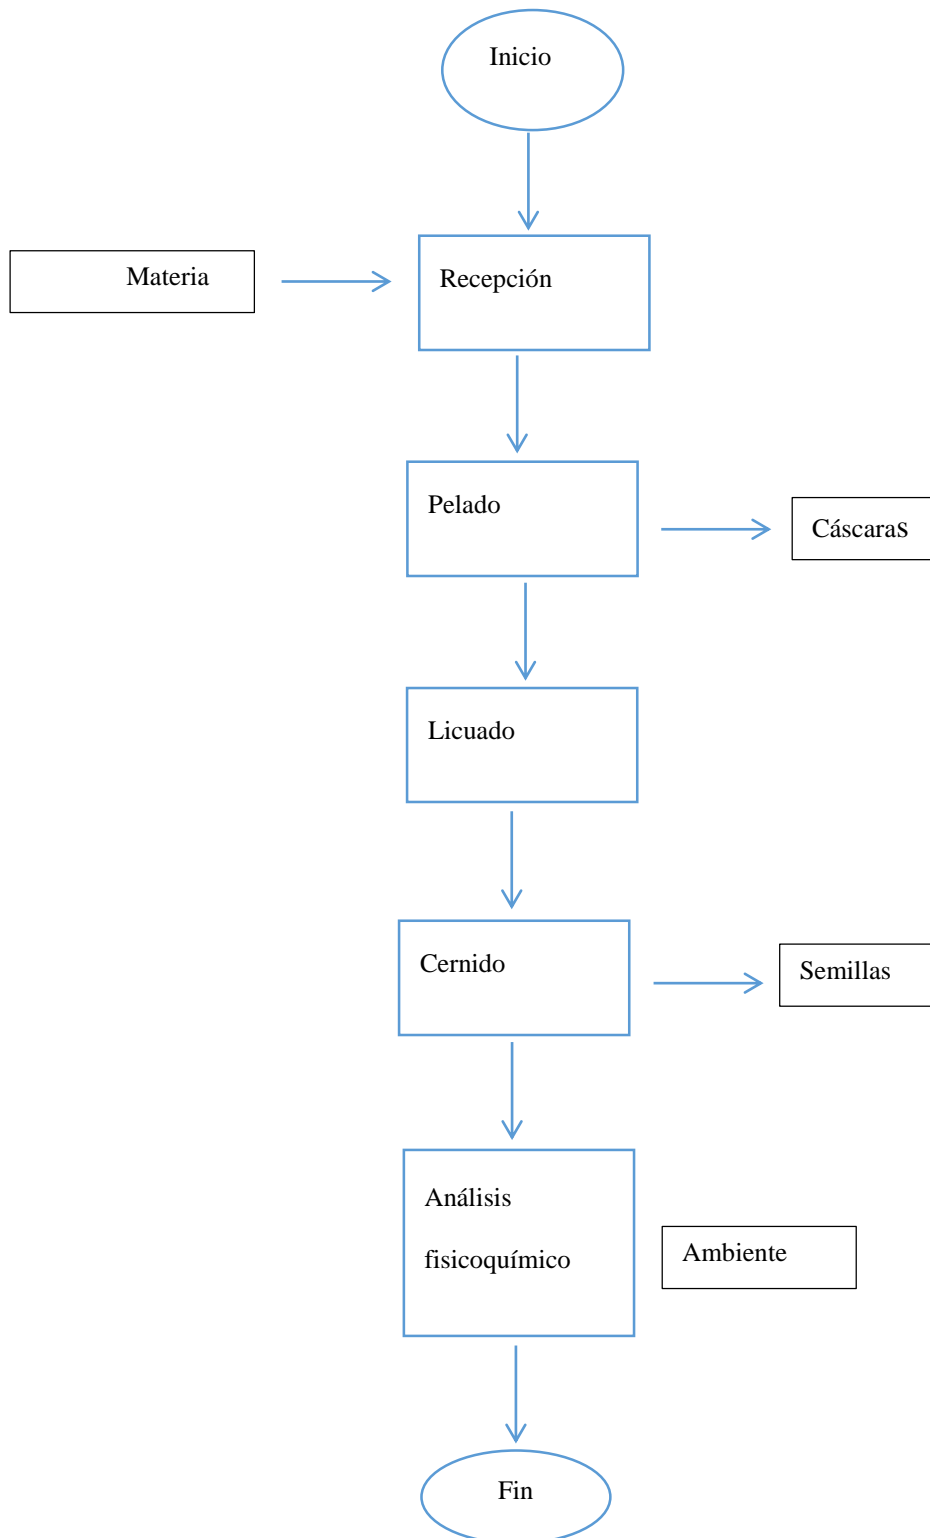 Inicio
Materia
Recepción
Pelado
Cáscaras
Licuado
Cernido
Semillas
Análisis
fisicoquímico
Ambiente
Fin